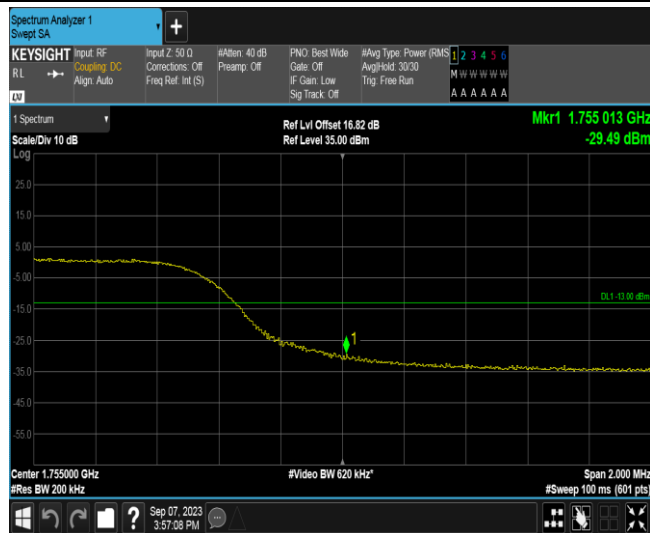 Spectrum Analyzer 1
Swept SA
+
KEYSIGHT
RL
LXI
Input: RF
Coupling: DC
Align: Auto
Input Z: 50 Ω
Corrections: Off
Freq Ref: Int (S)
#Atten: 40 dB
Preamp: Off
PNO: Best Wide
Gate: Off
IF Gain: Low
Sig Track: Off
#Avg Type: Power (RMS
Avg|Hold: 30/30
Trig: Free Run
1 2 3 4 5 6
M W W W W W
A A A A A A
1 Spectrum
Scale/Div 10 dB
Log
Ref Lvl Offset 16.82 dB
Ref Level 35.00 dBm
Mkr1 1.755 013 GHz
-29.49 dBm
25.0
15.0
5.00
-5.00
DL1 -13.00 dBm
-15.0
-25.0
1
-35.0
-45.0
-55.0
Center 1.755000 GHz
#Res BW 200 kHz
#Video BW 620 kHz*
Span 2.000 MHz
#Sweep 100 ms (601 pts)
?
Sep 07, 2023
3:57:08 PM